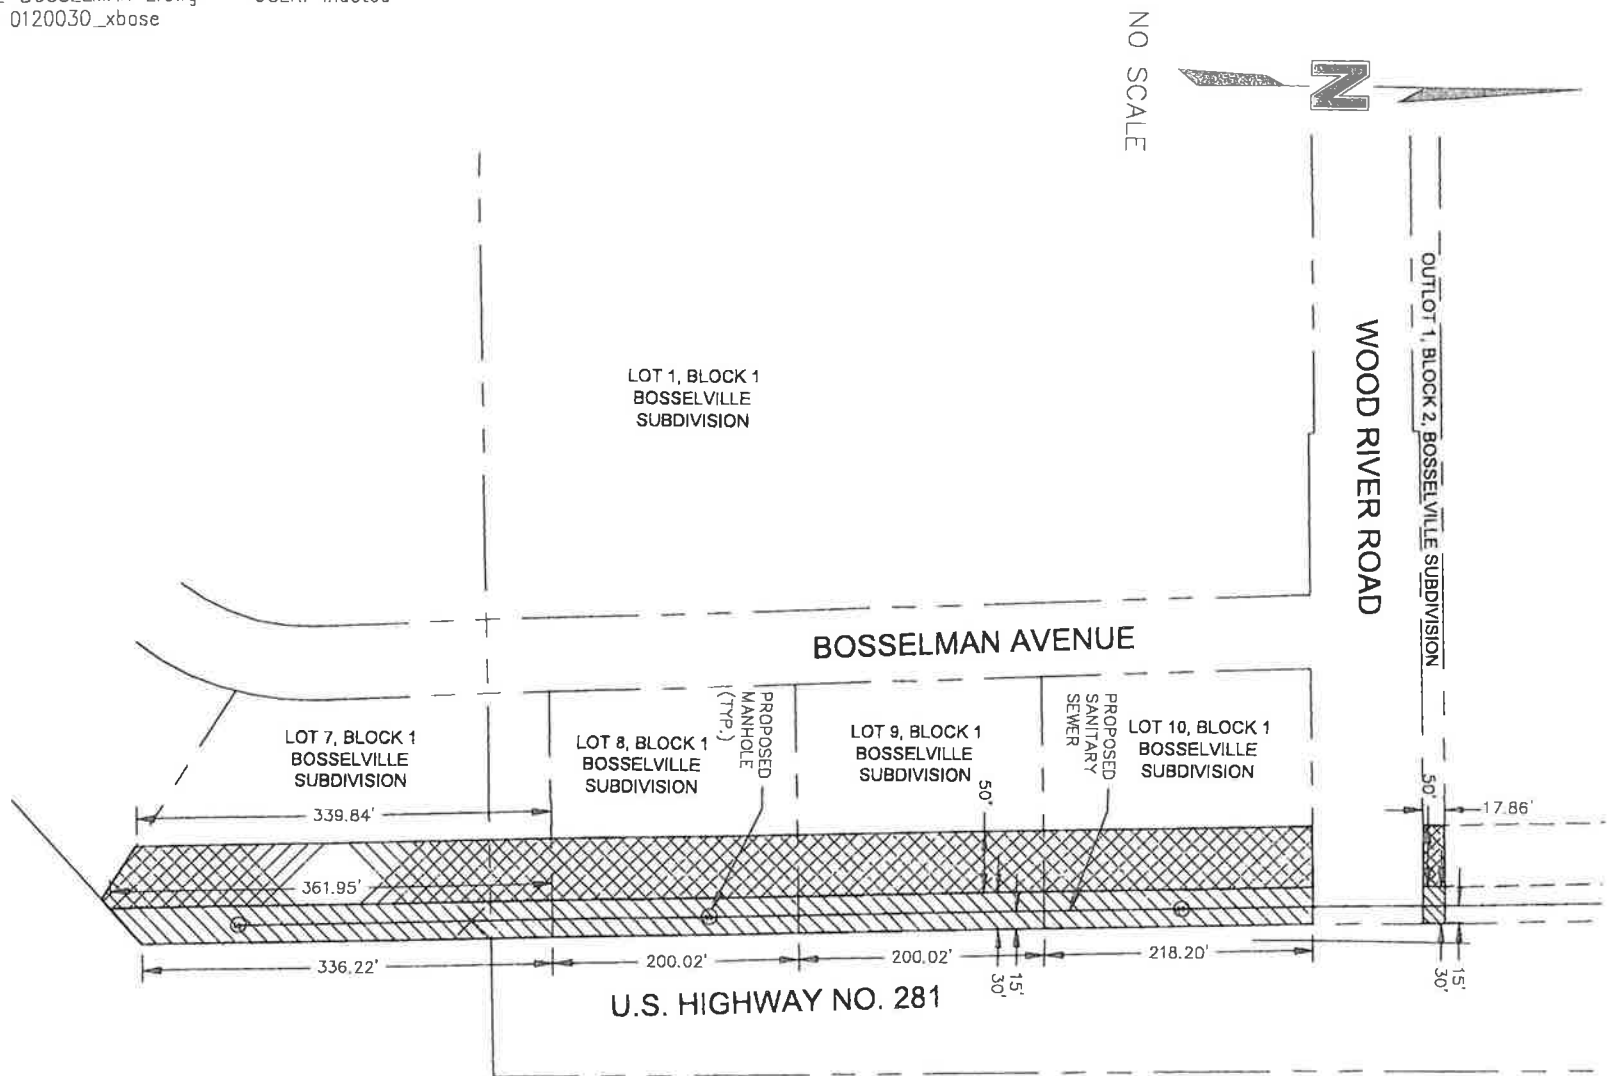 0120030_xbase
NO SCALE
N
LOT 1, BLOCK 1
BOSSELVILLE
SUBDIVISION
WOOD RIVER ROAD
OUTLOT 1, BLOCK 2, BOSSELVILLE SUBDIVISION
BOSSELMAN AVENUE
LOT 7, BLOCK 1
BOSSELVILLE
SUBDIVISION
LOT 8, BLOCK 1
BOSSELVILLE
SUBDIVISION
PROPOSED
MANHOLE
(TYP.)
LOT 9, BLOCK 1
BOSSELVILLE
SUBDIVISION
PROPOSED
SANITARY
SEWER
LOT 10, BLOCK 1
BOSSELVILLE
SUBDIVISION
50'
50'
17.86'
339.84'
361.95'
336.22'
200.02'
200.02'
15'
30'
218.20'
15'
30'
U.S. HIGHWAY NO. 281